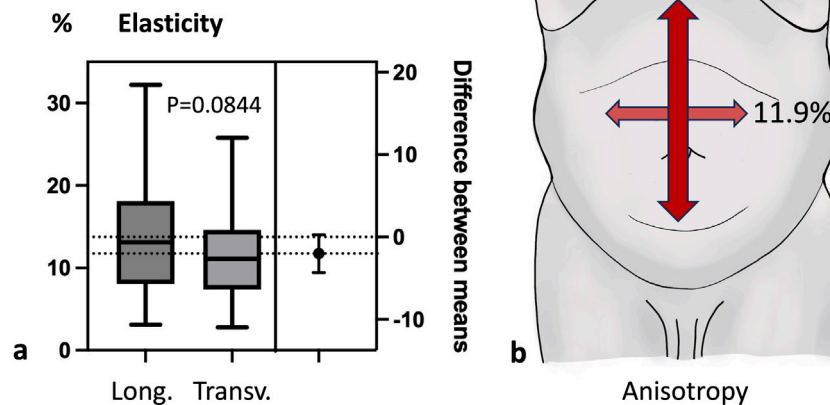 % Elasticity
P=0.0844
30
20
10
0
20
10
0
-10
Difference between means
Long. Transv.
a
11.9%
b
Anisotropy